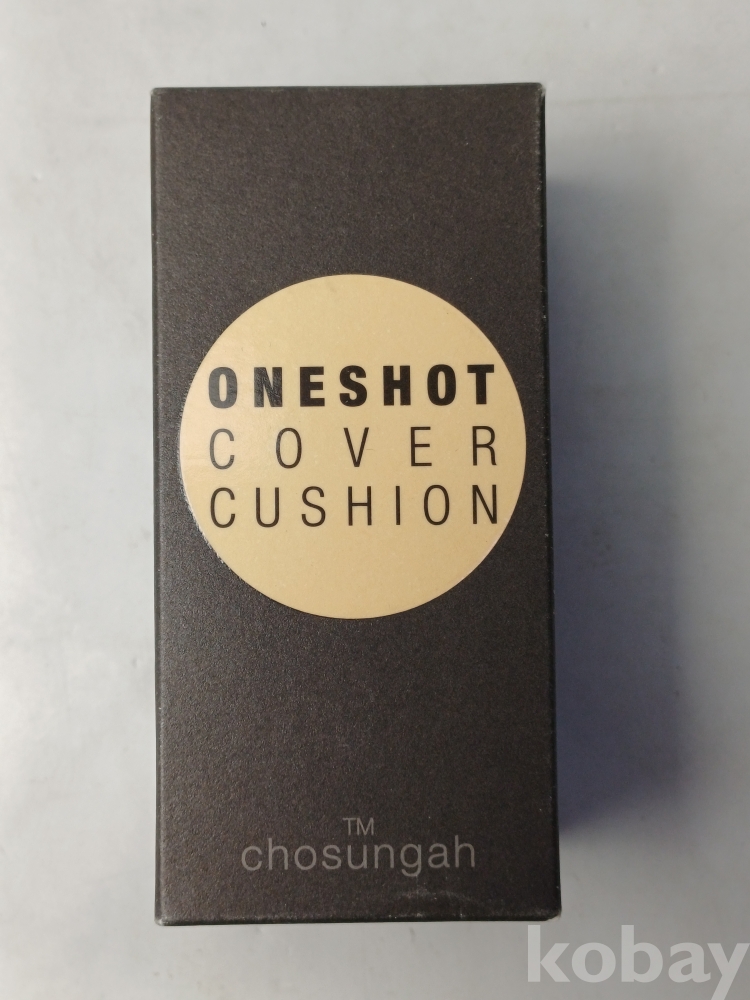 ONESHOT
COVER
CUSHION
TM
chosungah
kobay